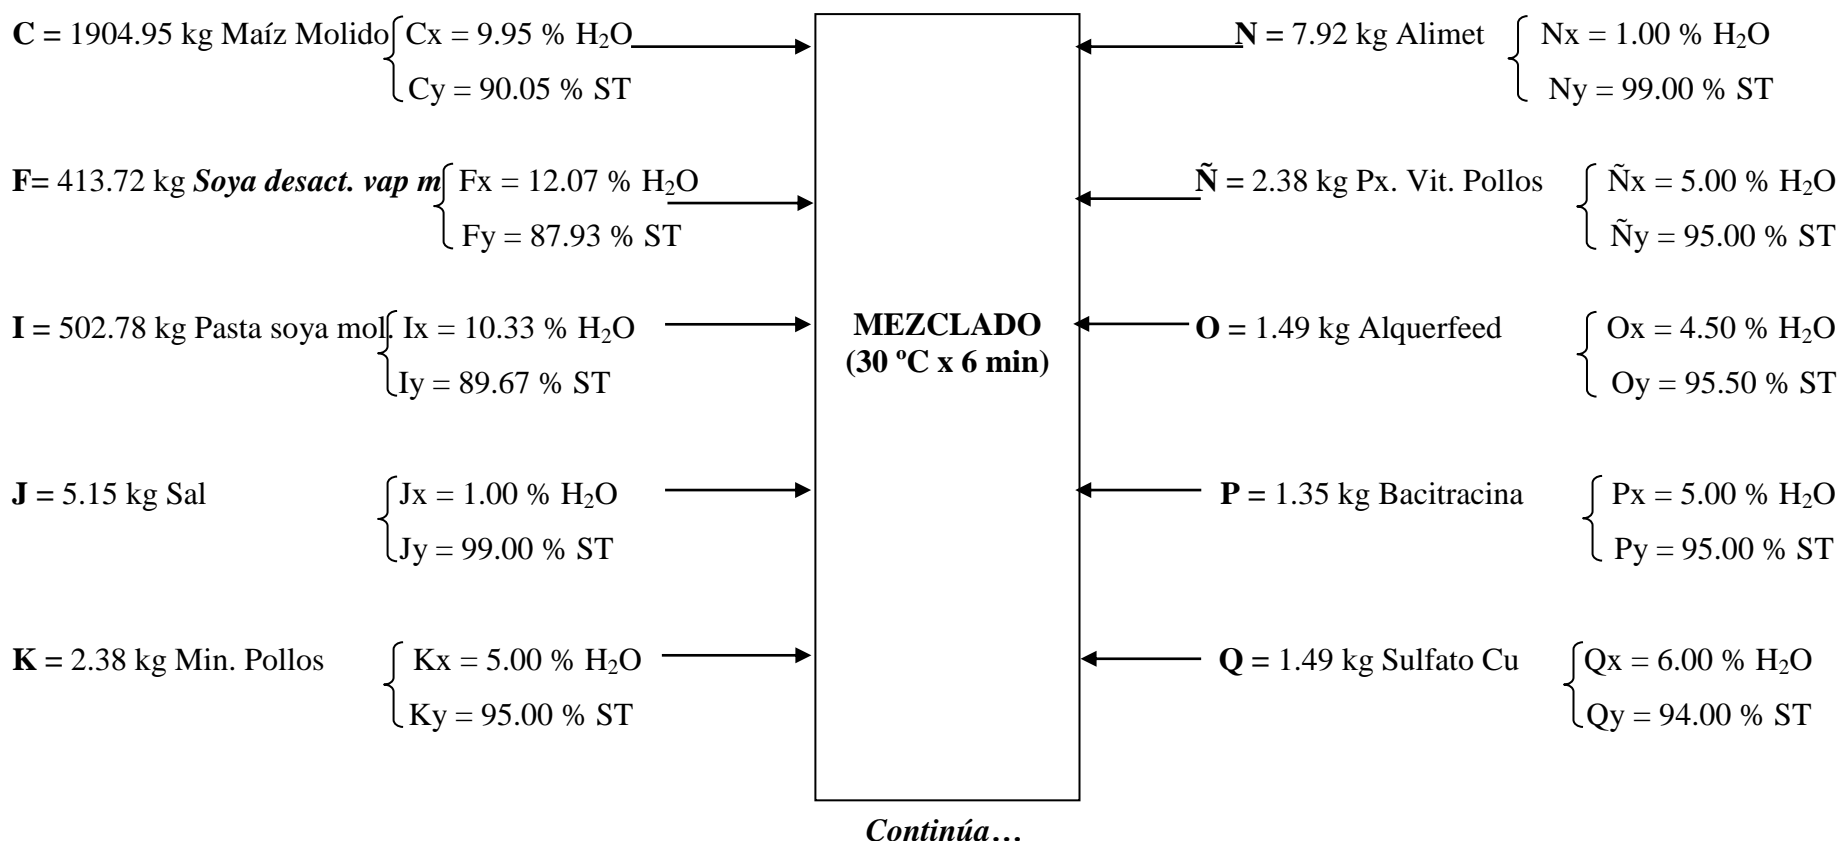 C = 1904.95 kg Maíz Molido Cx = 9.95 % H₂O
Cy = 90.05 % ST
F= 413.72 kg Soya desact. vap m Fx = 12.07 % H₂O
Fy = 87.93 % ST
I = 502.78 kg Pasta soya mol. Ix = 10.33 % H₂O
Iy = 89.67 % ST
J = 5.15 kg Sal Jx = 1.00 % H₂O
Jy = 99.00 % ST
K = 2.38 kg Min. Pollos Kx = 5.00 % H₂O
Ky = 95.00 % ST
MEZCLADO
(30 ºC x 6 min)
N = 7.92 kg Alimet Nx = 1.00 % H₂O
Ny = 99.00 % ST
Ñ = 2.38 kg Px. Vit. Pollos Ñx = 5.00 % H₂O
Ñy = 95.00 % ST
O = 1.49 kg Alquerfeed Ox = 4.50 % H₂O
Oy = 95.50 % ST
P = 1.35 kg Bacitracina Px = 5.00 % H₂O
Py = 95.00 % ST
Q = 1.49 kg Sulfato Cu Qx = 6.00 % H₂O
Qy = 94.00 % ST
Continúa…